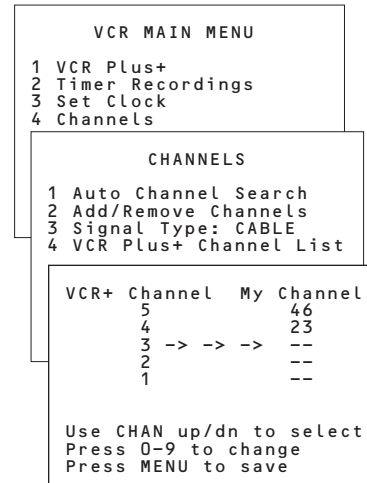 VCR MAIN MENU
1 VCR Plus+
2 Timer Recordings
3 Set Clock
4 Channels
CHANNELS
1 Auto Channel Search
2 Add/Remove Channels
3 Signal Type: CABLE
4 VCR Plus+ Channel List
VCR+ Channel My Channel
5 46
4 23
3 -> -> -> --
2 --
1 --
Use CHAN up/dn to select
Press 0-9 to change
Press MENU to save